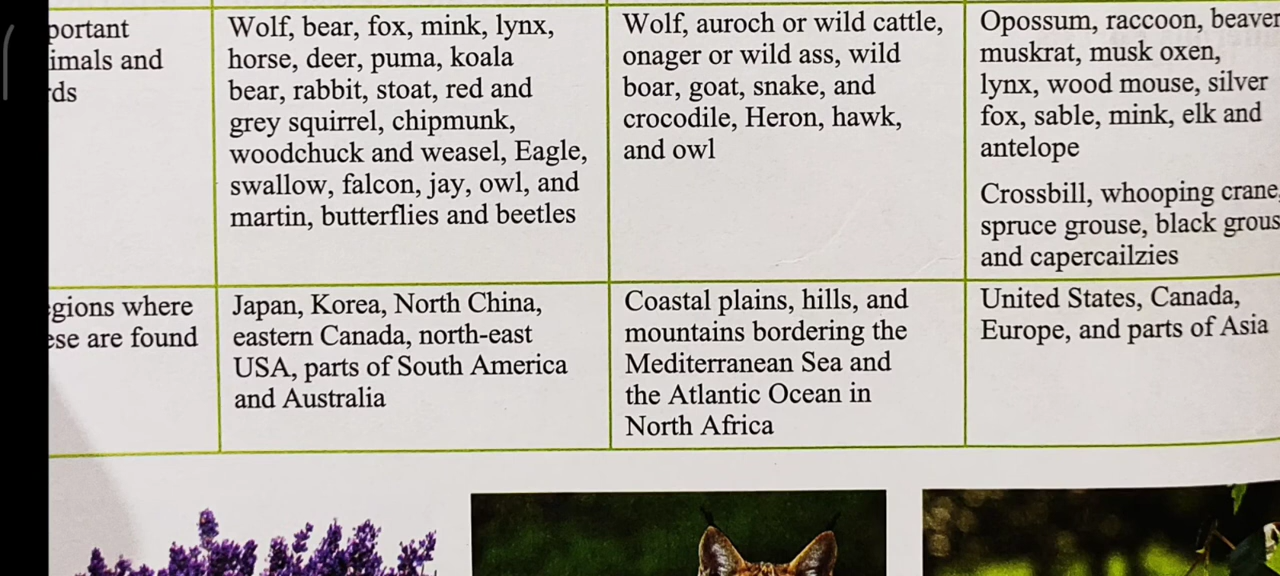 portant
imals and
rds
Wolf, bear, fox, mink, lynx,
horse, deer, puma, koala
bear, rabbit, stoat, red and
grey squirrel, chipmunk,
woodchuck and weasel, Eagle,
swallow, falcon, jay, owl, and
martin, butterflies and beetles
Wolf, auroch or wild cattle,
onager or wild ass, wild
boar, goat, snake, and
crocodile, Heron, hawk,
and owl
Opossum, raccoon, beaver
muskrat, musk oxen,
lynx, wood mouse, silver
fox, sable, mink, elk and
antelope
Crossbill, whooping crane,
spruce grouse, black grous
and capercailzies
gions where
ese are found
Japan, Korea, North China,
eastern Canada, north-east
USA, parts of South America
and Australia
Coastal plains, hills, and
mountains bordering the
Mediterranean Sea and
the Atlantic Ocean in
North Africa
United States, Canada,
Europe, and parts of Asia